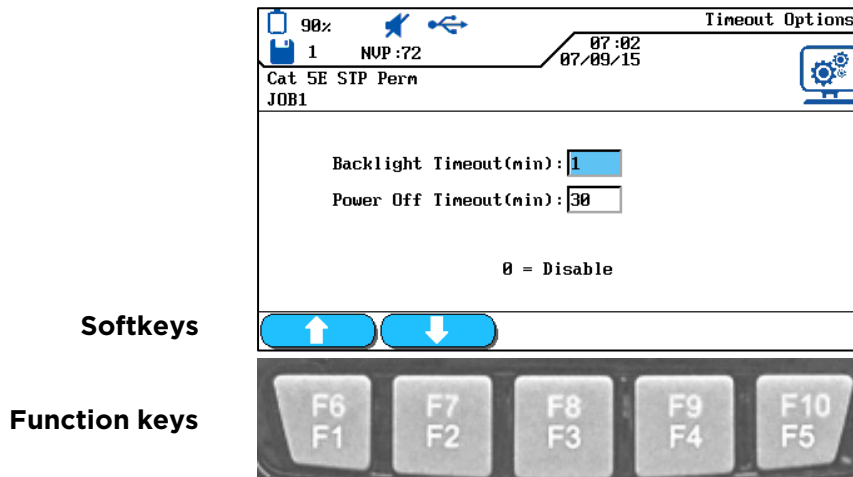 90% Timeout Options
1 NVP:72 07:02
07/09/15
Cat 5E STP Perm
JOB1
Backlight Timeout(min): 1
Power Off Timeout(min): 30
0 = Disable
Softkeys
Function keys
F6 F7 F8 F9 F10
F1 F2 F3 F4 F5